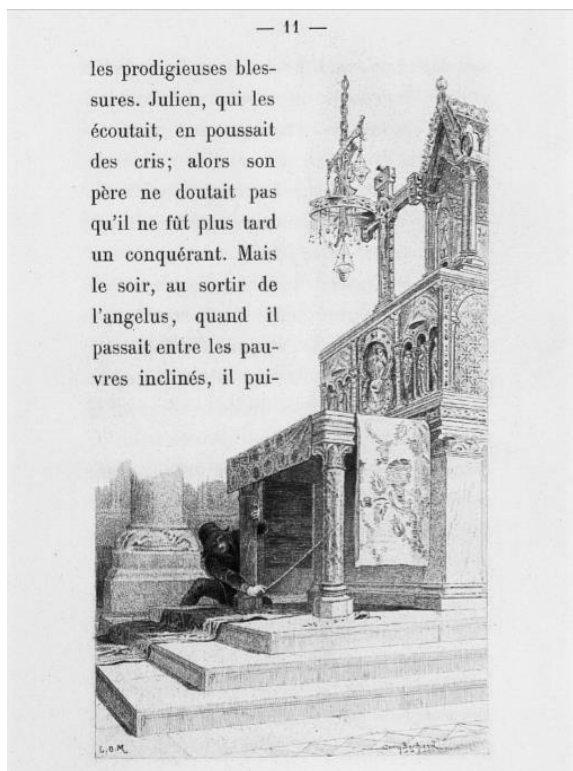 — 11 —
les prodigieuses bles-
sures. Julien, qui les
écoutait, en poussait
des cris; alors son
père ne doutait pas
qu'il ne fût plus tard
un conquérant. Mais
le soir, au sortir de
l'angelus, quand il
passait entre les pau-
vres inclinés, il pui-
L.O.M.